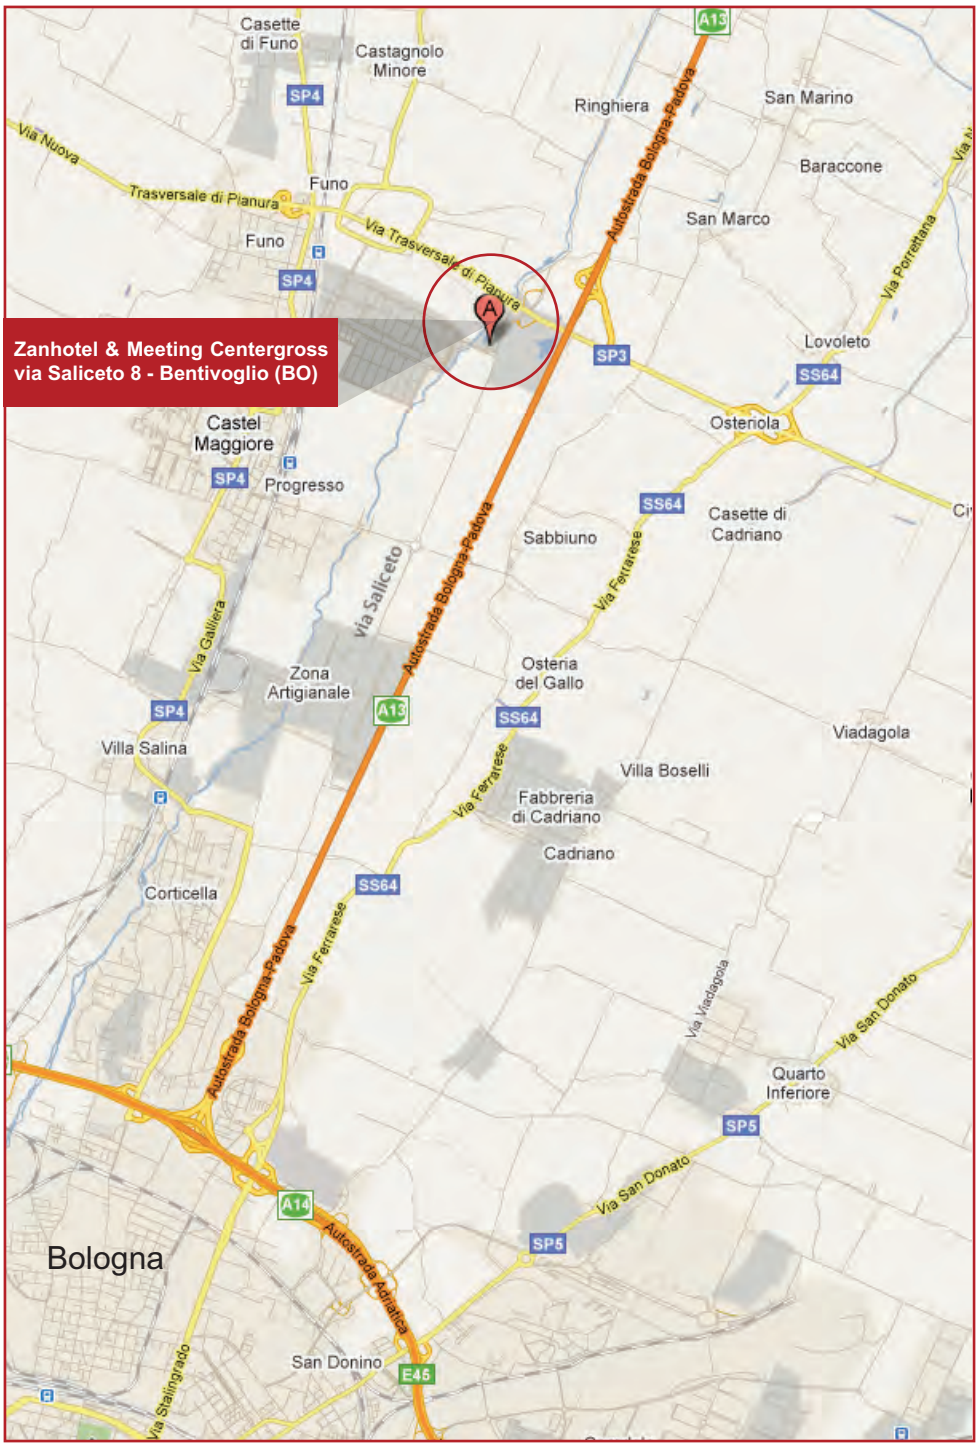 A13
Casette
di Funo
Castagnolo
Minore
SP4
Ringhiera
San Marino
Autostrada Bologna-Padova
Via Nuova
Baraccone
Trasversale di Pianura
Funo
San Marco
Via Trasversale di Pianura
Funo
SP4
Via Porrettana
A
Zanhotel & Meeting Centergross
via Saliceto 8 - Bentivoglio (BO)
SP3
Lovoleto
SS64
Castel
Maggiore
Osteriola
SP4
Progresso
SS64
Casette di
Cadriano
Sabbiuno
Autostrada Bologna-Padova
via Saliceto
Via Ferrarese
Via Galliera
Zona
Artigianale
Osteria
del Gallo
SP4
A13
SS64
Villa Salina
Viadagola
Villa Boselli
Via Ferrarese
Fabbreria
di Cadriano
Cadriano
Corticella
SS64
Via Ferrarese
Autostrada Bologna-Padova
Via Viadagola
Via San Donato
Quarto
Inferiore
SP5
Via San Donato
A14
SP5
Bologna
Autostrada Adriatica
San Donino
E45
Via Stalingrado